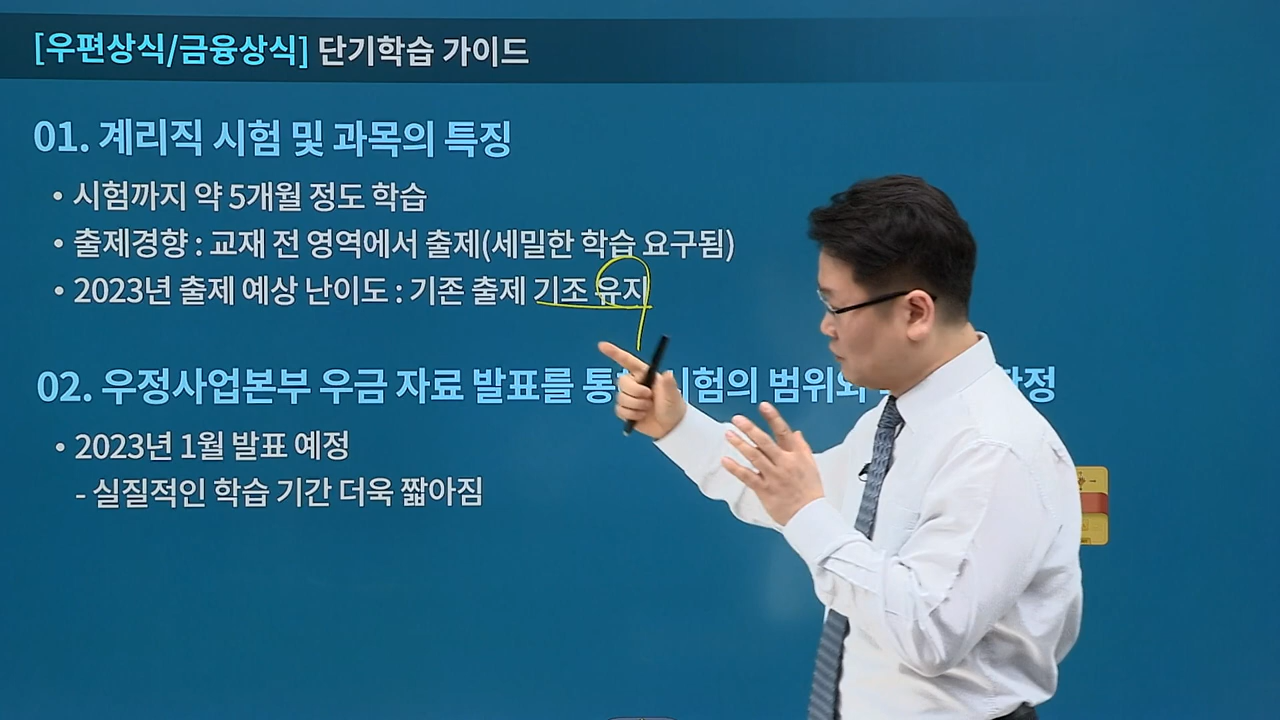 [우편상식/금융상식] 단기학습 가이드
01. 계리직 시험 및 과목의 특징
• 시험까지 약 5개월 정도 학습
• 출제경향 : 교재 전 영역에서 출제(세밀한 학습 요구됨)
• 2023년 출제 예상 난이도 : 기존 출제 기조 유지
02. 우정사업본부 우금 자료 발표를 시험의 범위와
• 2023년 1월 발표 예정
- 실질적인 학습 기간 더욱 짧아짐